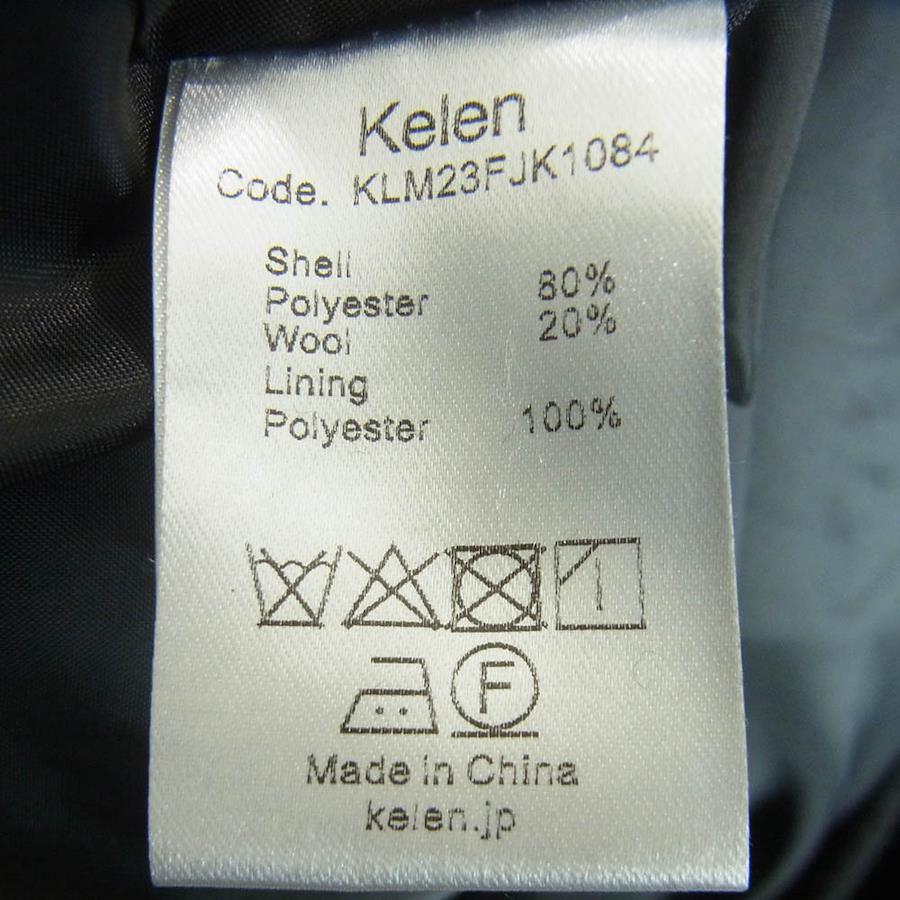 Kelen
Code. KLM23FJK1084
Shell
Polyester 80%
Wool 20%
Lining
Polyester 100%
F
Made in China
kelen.jp